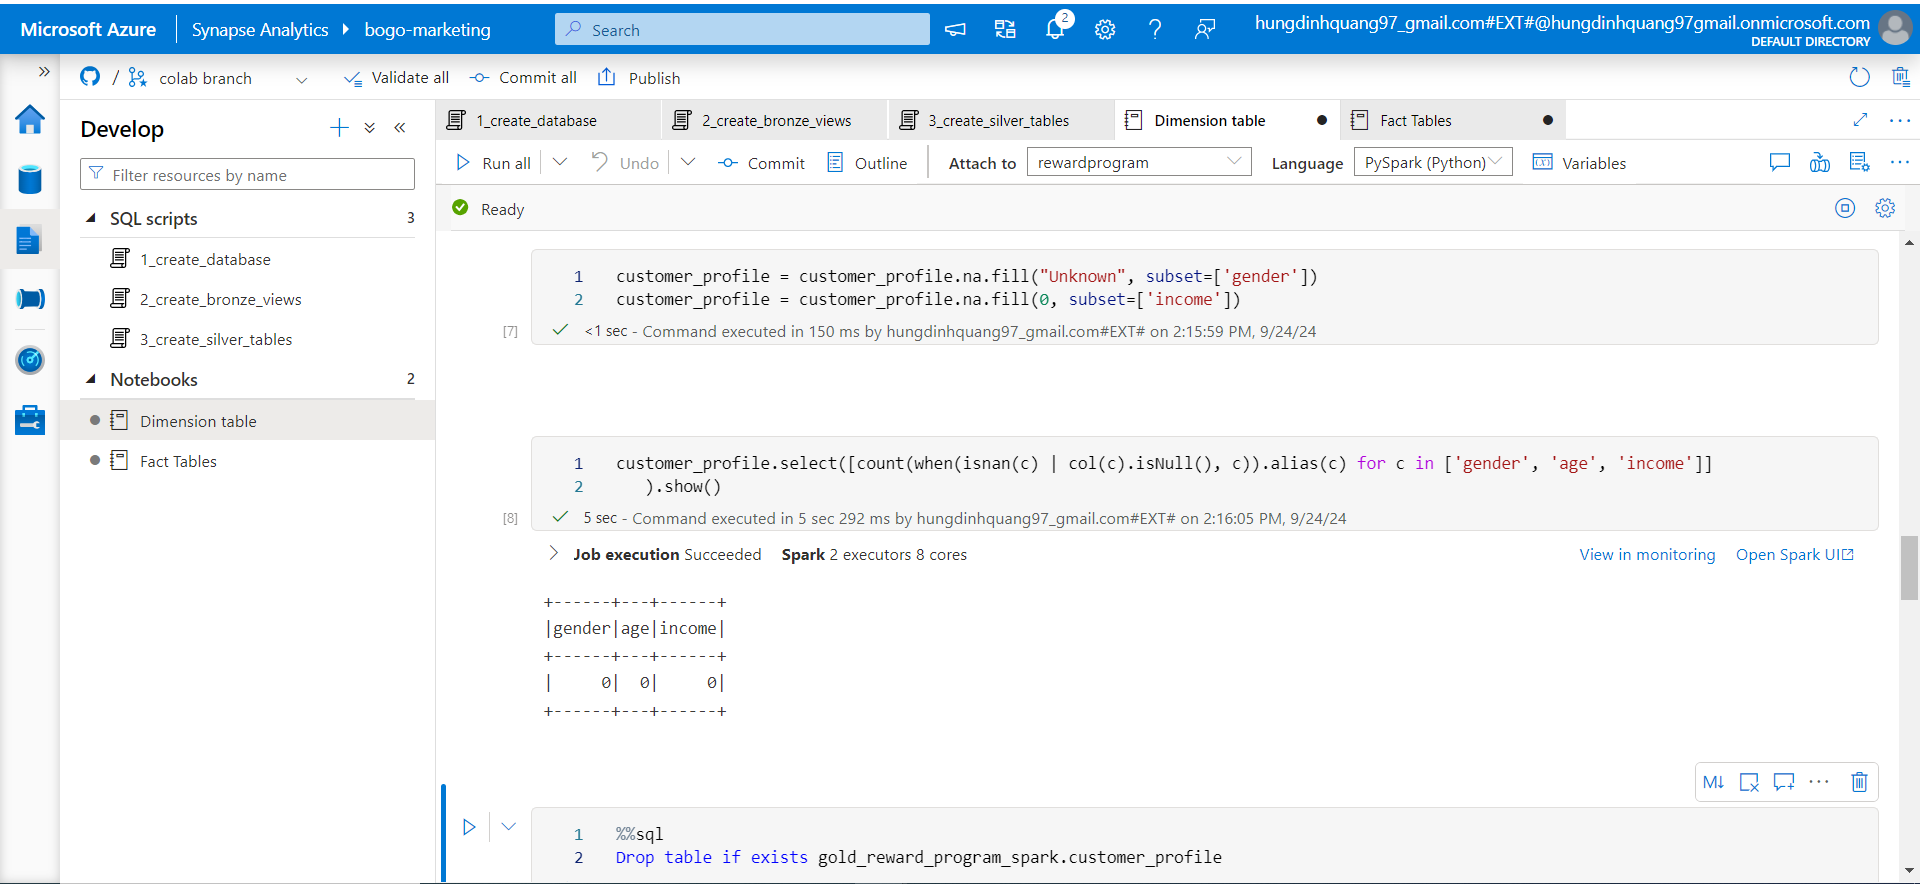 Microsoft Azure
Synapse Analytics
bogo-marketing
Search
2
hungdinhquang97_gmail.com#EXT#@hungdinhquang97gmail.onmicrosoft.com
DEFAULT DIRECTORY
/ colab branch
Validate all
Commit all
Publish
Develop
Filter resources by name
SQL scripts 3
1_create_database
2_create_bronze_views
3_create_silver_tables
Notebooks 2
Dimension table
Fact Tables
1_create_database
2_create_bronze_views
3_create_silver_tables
Dimension table
Fact Tables
Run all
Undo
Commit
Outline
Attach to
rewardprogram
Language
PySpark (Python)
Variables
Ready
1 customer_profile = customer_profile.na.fill("Unknown", subset=['gender'])
2 customer_profile = customer_profile.na.fill(0, subset=['income'])
[7] <1 sec - Command executed in 150 ms by hungdinhquang97_gmail.com#EXT# on 2:15:59 PM, 9/24/24
1 customer_profile.select([count(when(isnan(c) | col(c).isNull(), c)).alias(c) for c in ['gender', 'age', 'income']]
2 ).show()
[8] 5 sec - Command executed in 5 sec 292 ms by hungdinhquang97_gmail.com#EXT# on 2:16:05 PM, 9/24/24
Job execution Succeeded Spark 2 executors 8 cores
View in monitoring
Open Spark UI
+------+---+------+
|gender|age|income|
+------+---+------+
|     0|  0|     0|
+------+---+------+
M↓
1 %%sql
2 Drop table if exists gold_reward_program_spark.customer_profile